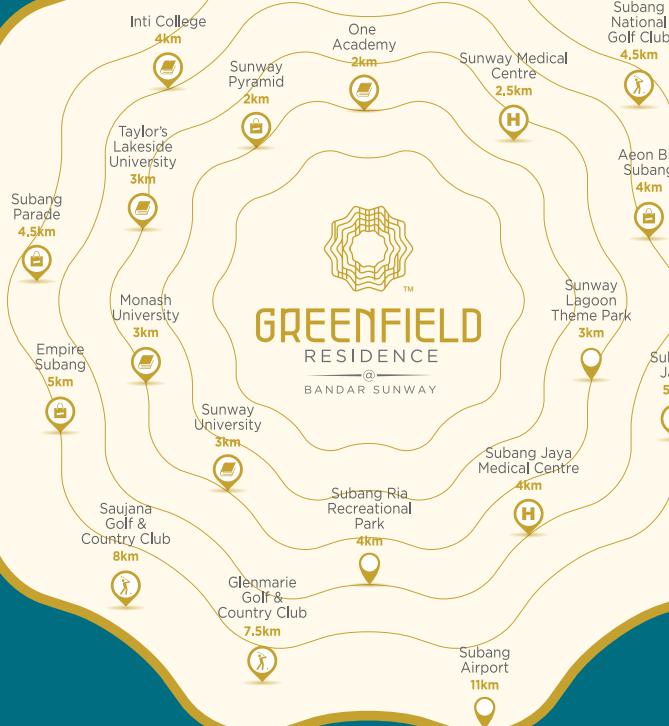 Inti College
4km
One
Academy
2km
Subang
National
Golf Club
4.5km
Sunway
Pyramid
2km
Sunway Medical
Centre
2.5km
H
Taylor's
Lakeside
University
3km
Aeon Bi
Subang
4km
Subang
Parade
4.5km
TM
GREENFIELD
RESIDENCE
@
BANDAR SUNWAY
Monash
University
3km
Sunway
Lagoon
Theme Park
3km
Empire
Subang
5km
Sunway
University
3km
Subang Jaya
Medical Centre
4km
H
Subang Ria
Recreational
Park
4km
Saujana
Golf &
Country Club
8km
Glenmarie
Golf &
Country Club
7.5km
Subang
Airport
11km